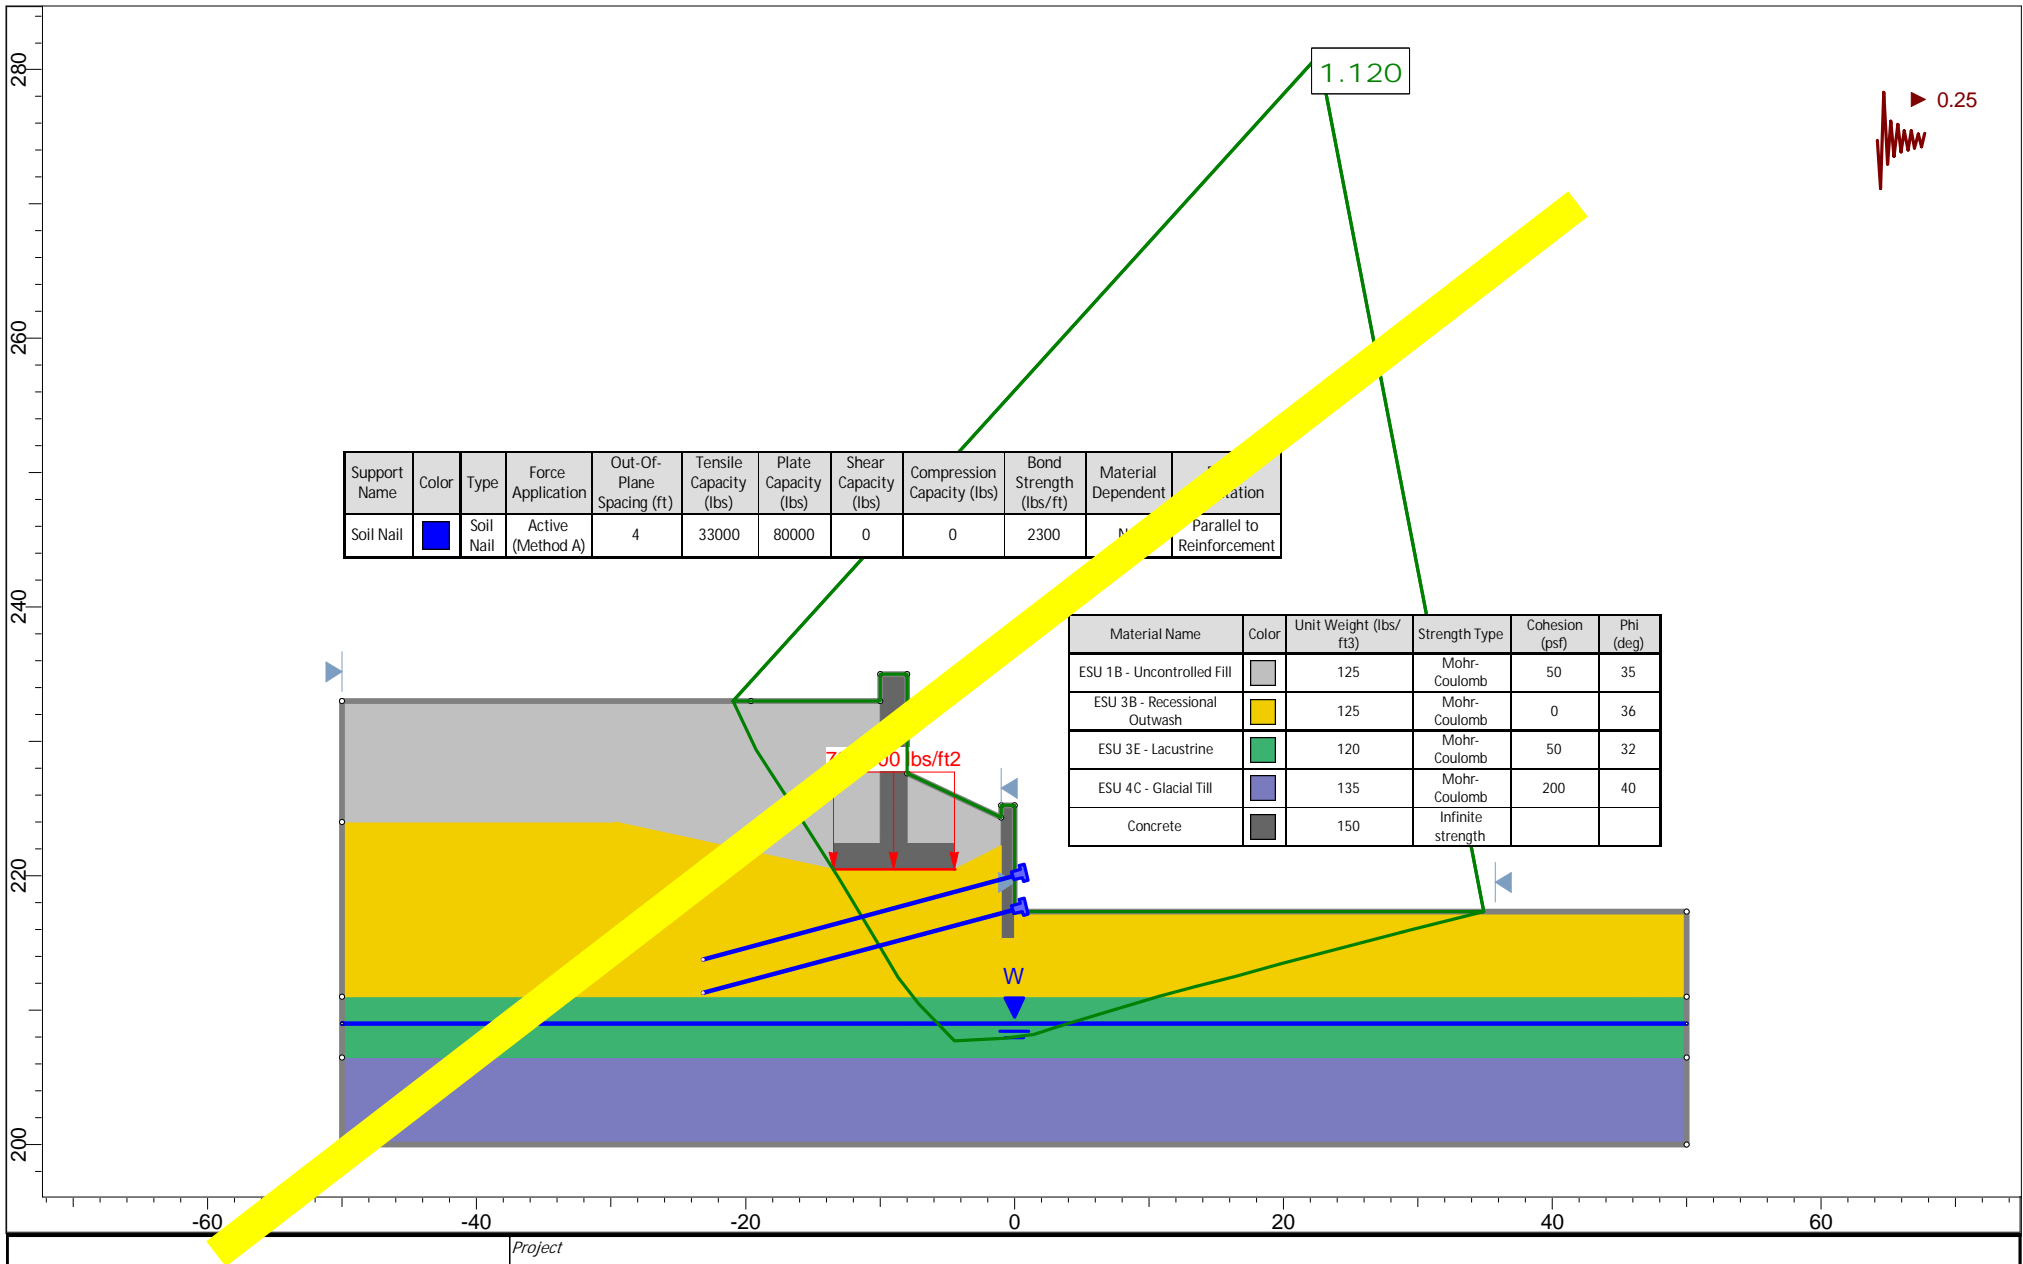 280
1.120
0.25
260
Support Name Color Type Force Application Out-Of-Plane Spacing (ft) Tensile Capacity (lbs) Plate Capacity (lbs) Shear Capacity (lbs) Compression Capacity (lbs) Bond Strength (lbs/ft) Material Dependent
Soil Nail Soil Nail Active (Method A) 4 33000 80000 0 0 2300 Parallel to Reinforcement
240
Material Name Color Unit Weight (lbs/ft3) Strength Type Cohesion (psf) Phi (deg)
ESU 1B - Uncontrolled Fill 125 Mohr-Coulomb 50 35
ESU 3B - Recessional Outwash 125 Mohr-Coulomb 0 36
ESU 3E - Lacustrine 120 Mohr-Coulomb 50 32
ESU 4C - Glacial Till 135 Mohr-Coulomb 200 40
Concrete 150 Infinite strength
lbs/ft2
220
W
200
-60 -40 -20 0 20 40 60
Project